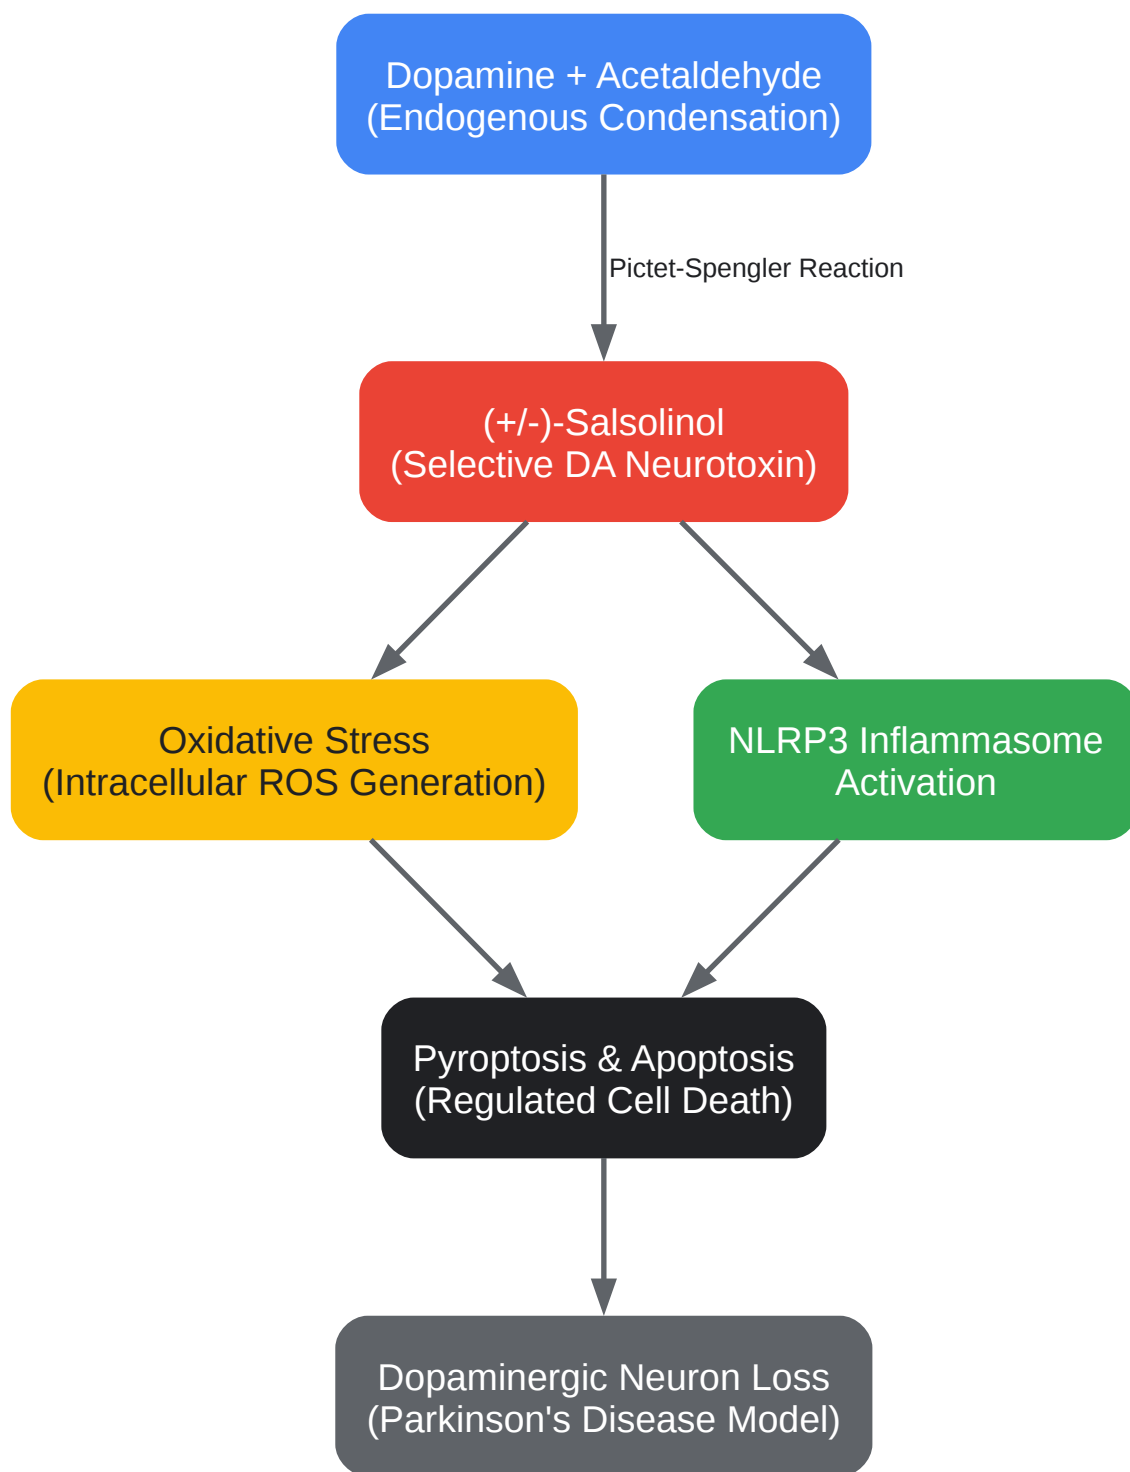 Dopamine + Acetaldehyde
(Endogenous Condensation)
Pictet-Spengler Reaction
(+/-)-Salsolinol
(Selective DA Neurotoxin)
Oxidative Stress
(Intracellular ROS Generation)
NLRP3 Inflammasome
Activation
Pyroptosis & Apoptosis
(Regulated Cell Death)
Dopaminergic Neuron Loss
(Parkinson's Disease Model)